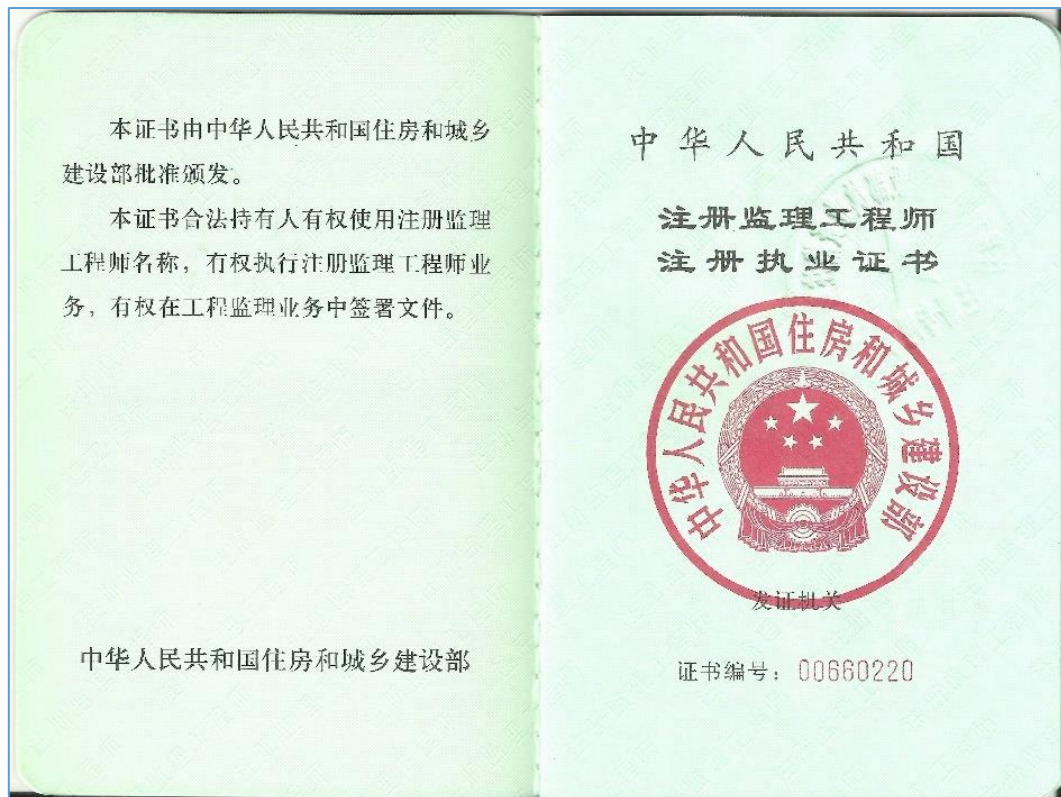 本证书由中华人民共和国住房和城乡
建设部批准颁发。
本证书合法持有人有权使用注册监理
工程师名称，有权执行注册监理工程师业
务，有权在工程监理业务中签署文件。
中华人民共和国住房和城乡建设部
中华人民共和国
注册监理工程师
注册执业证书
中华人民共和国住房和城乡建设部
发证机关
证书编号：00660220